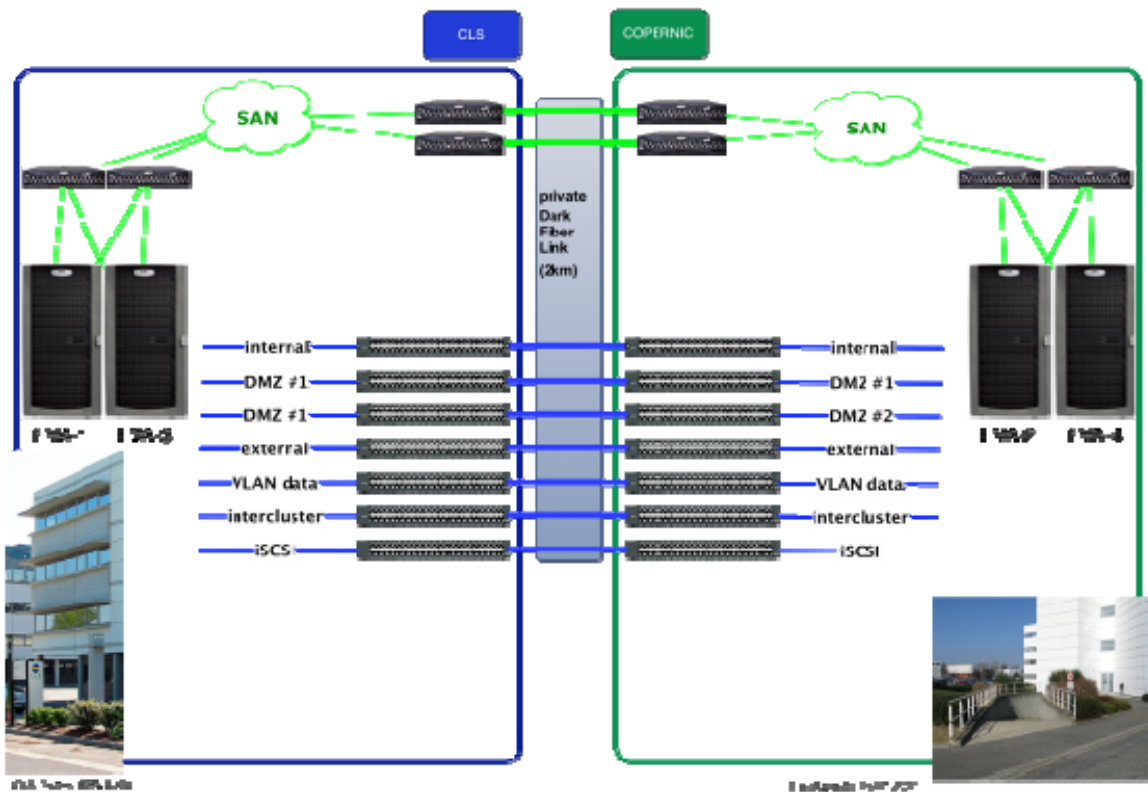 CLS
COPERNIC
SAN
SAN
private
Dark
Fiber
Link
(2km)
internal
internal
DMZ #1
DMZ #1
DMZ #1
DMZ #2
external
external
VLAN data
VLAN data
intercluster
intercluster
iSCSI
iSCSI